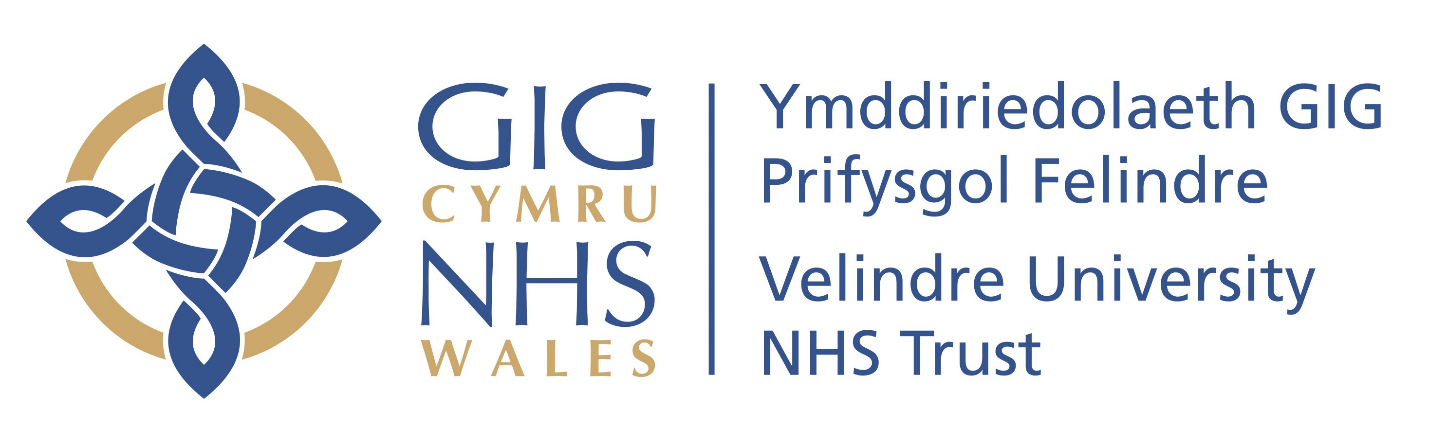 GIG
CYMRU
NHS
WALES
Ymddiriedolaeth GIG
Prifysgol Felindre
Velindre University
NHS Trust